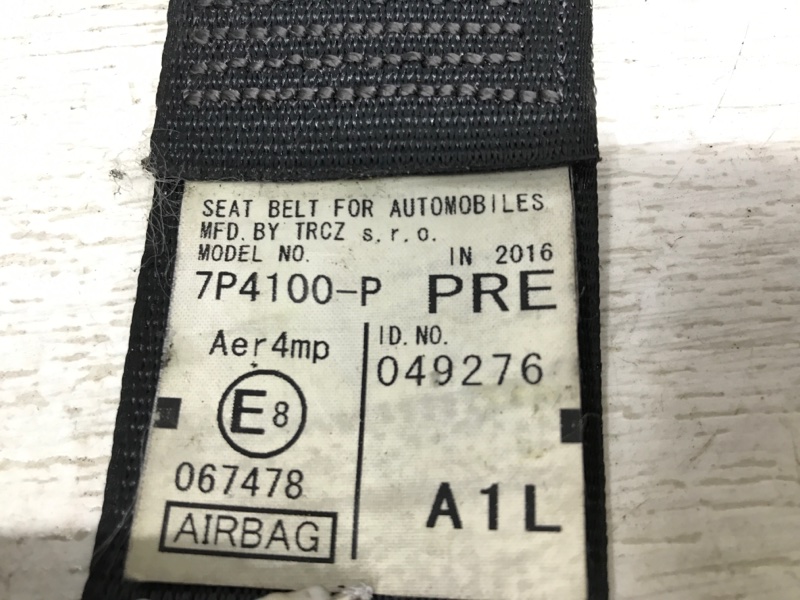 SEAT BELT FOR AUTOMOBILES
MFD. BY TRCZ s.r.o.
MODEL NO. IN 2016
7P4100-P PRE
Aer4mp
E8
067478
AIRBAG
ID. NO.
049276
A1L